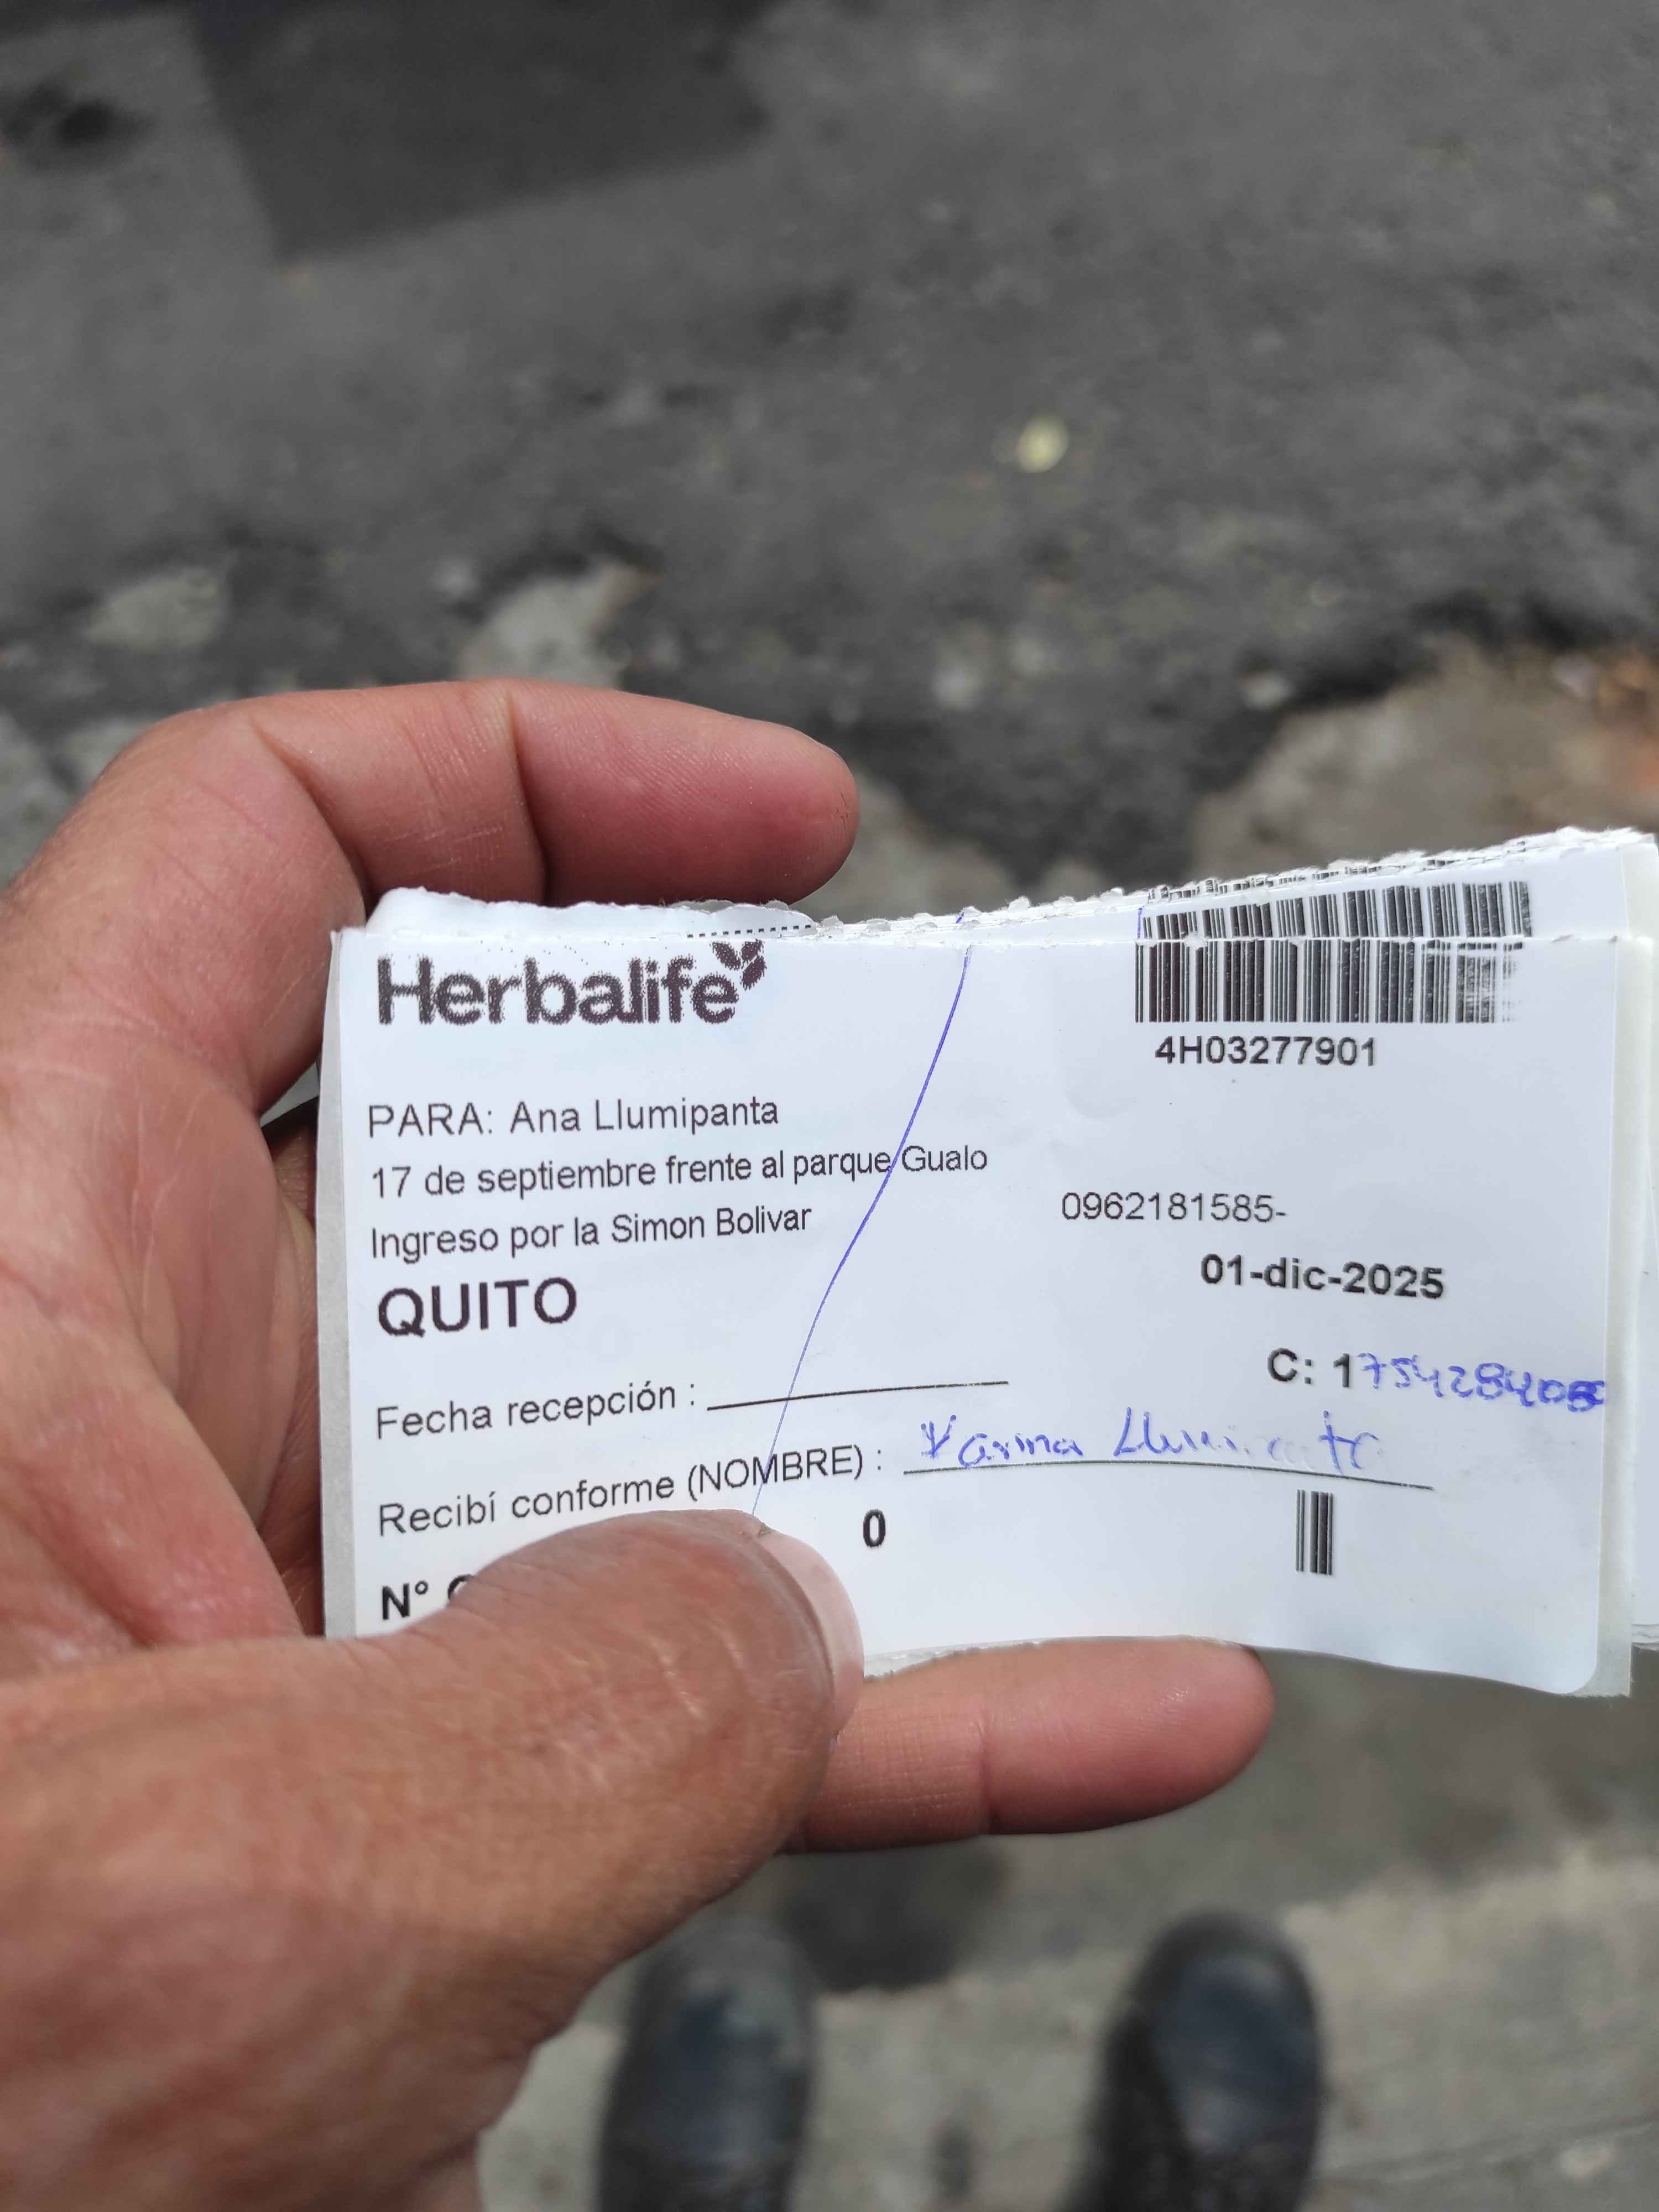 Herbalife
4H03277901
PARA: Ana Llumipanta
17 de septiembre frente al parque Gualo
Ingreso por la Simon Bolivar
0962181585-
QUITO
01-dic-2025
C: 1
Fecha recepción :
Recibí conforme (NOMBRE) :
N°
0